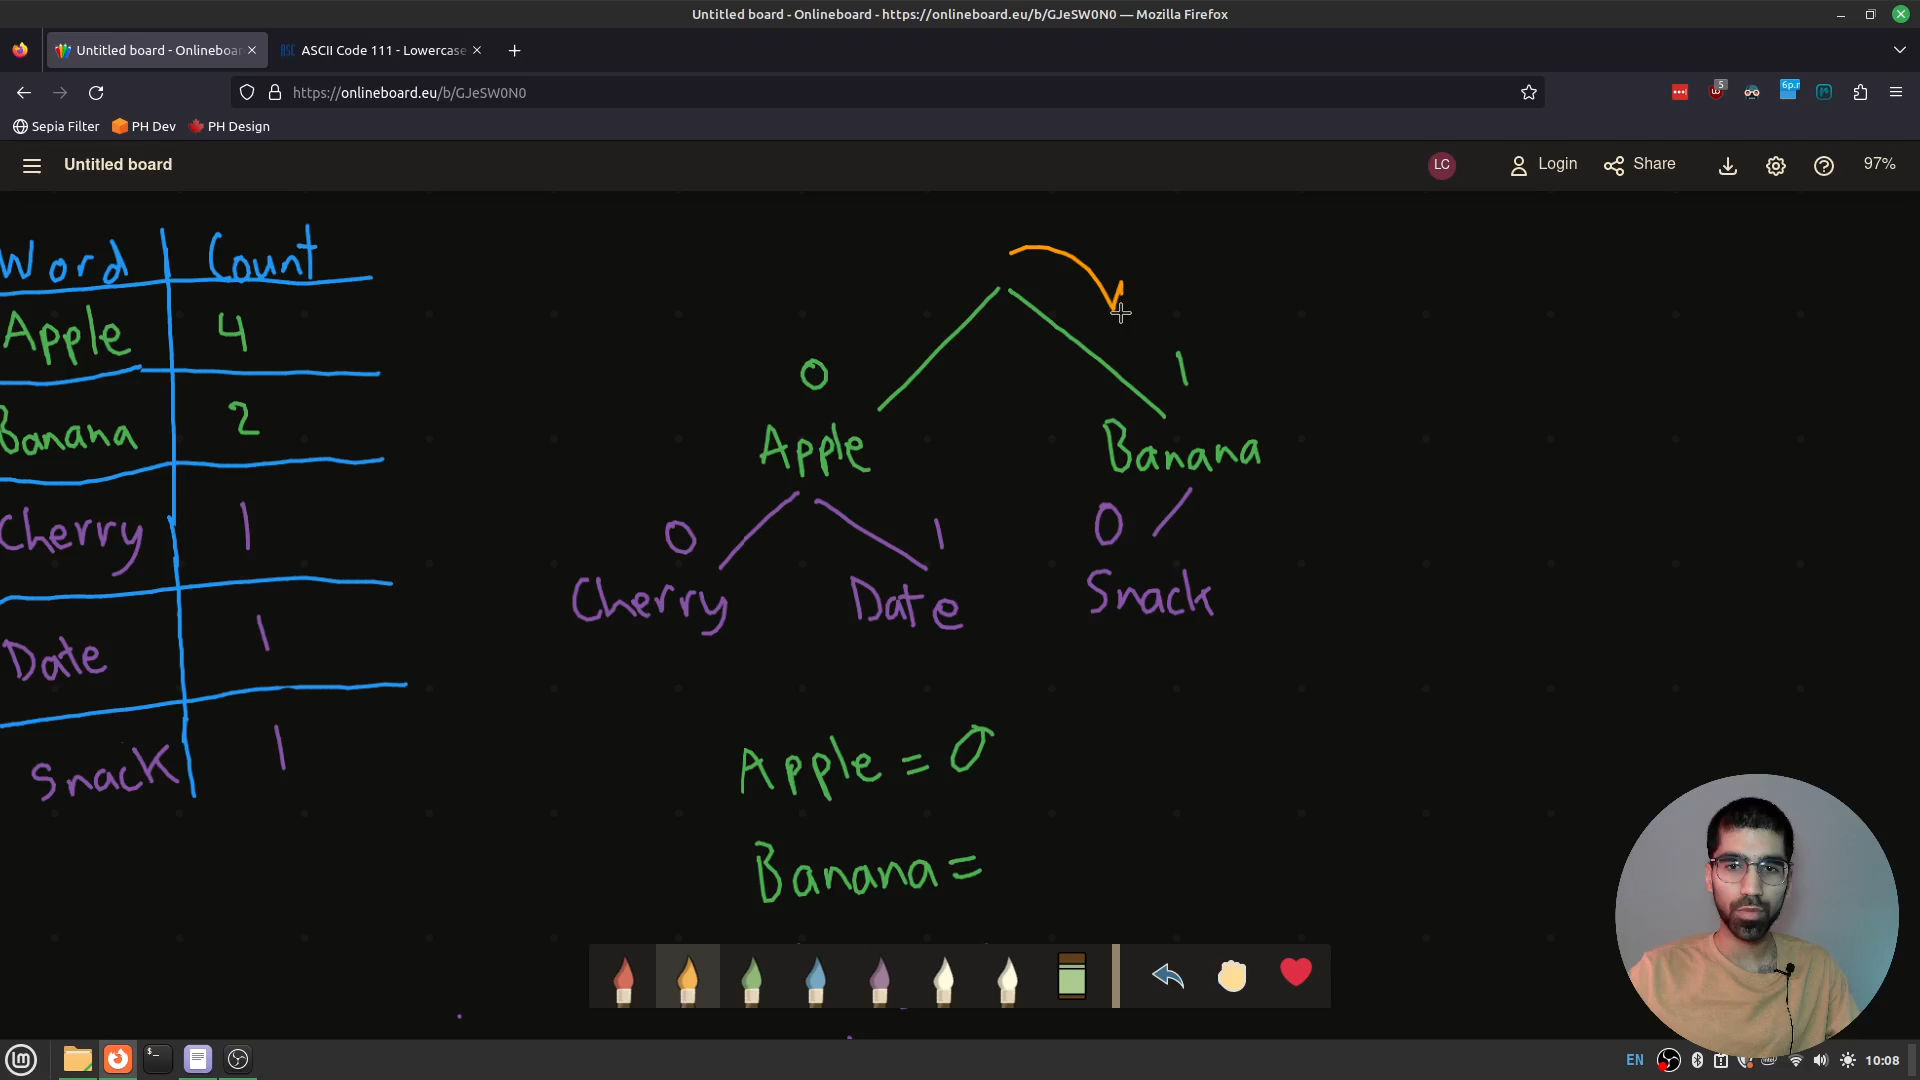 Untitled board - Onlineboard - https://onlineboard.eu/b/GJeSW0N0 — Mozilla Firefox
Untitled board - Onlineboar
ASCII Code 111 - Lowercase
https://onlineboard.eu/b/GJeSW0N0
5
6p.r
Sepia Filter
PH Dev
PH Design
Untitled board
LC
Login
Share
97%
Word Count
Apple 4
Banana 2
Cherry 1
Date 1
Snack 1
0 1
Apple Banana
0 1 0
Cherry Date Snack
Apple = 0
Banana =
EN
10:08